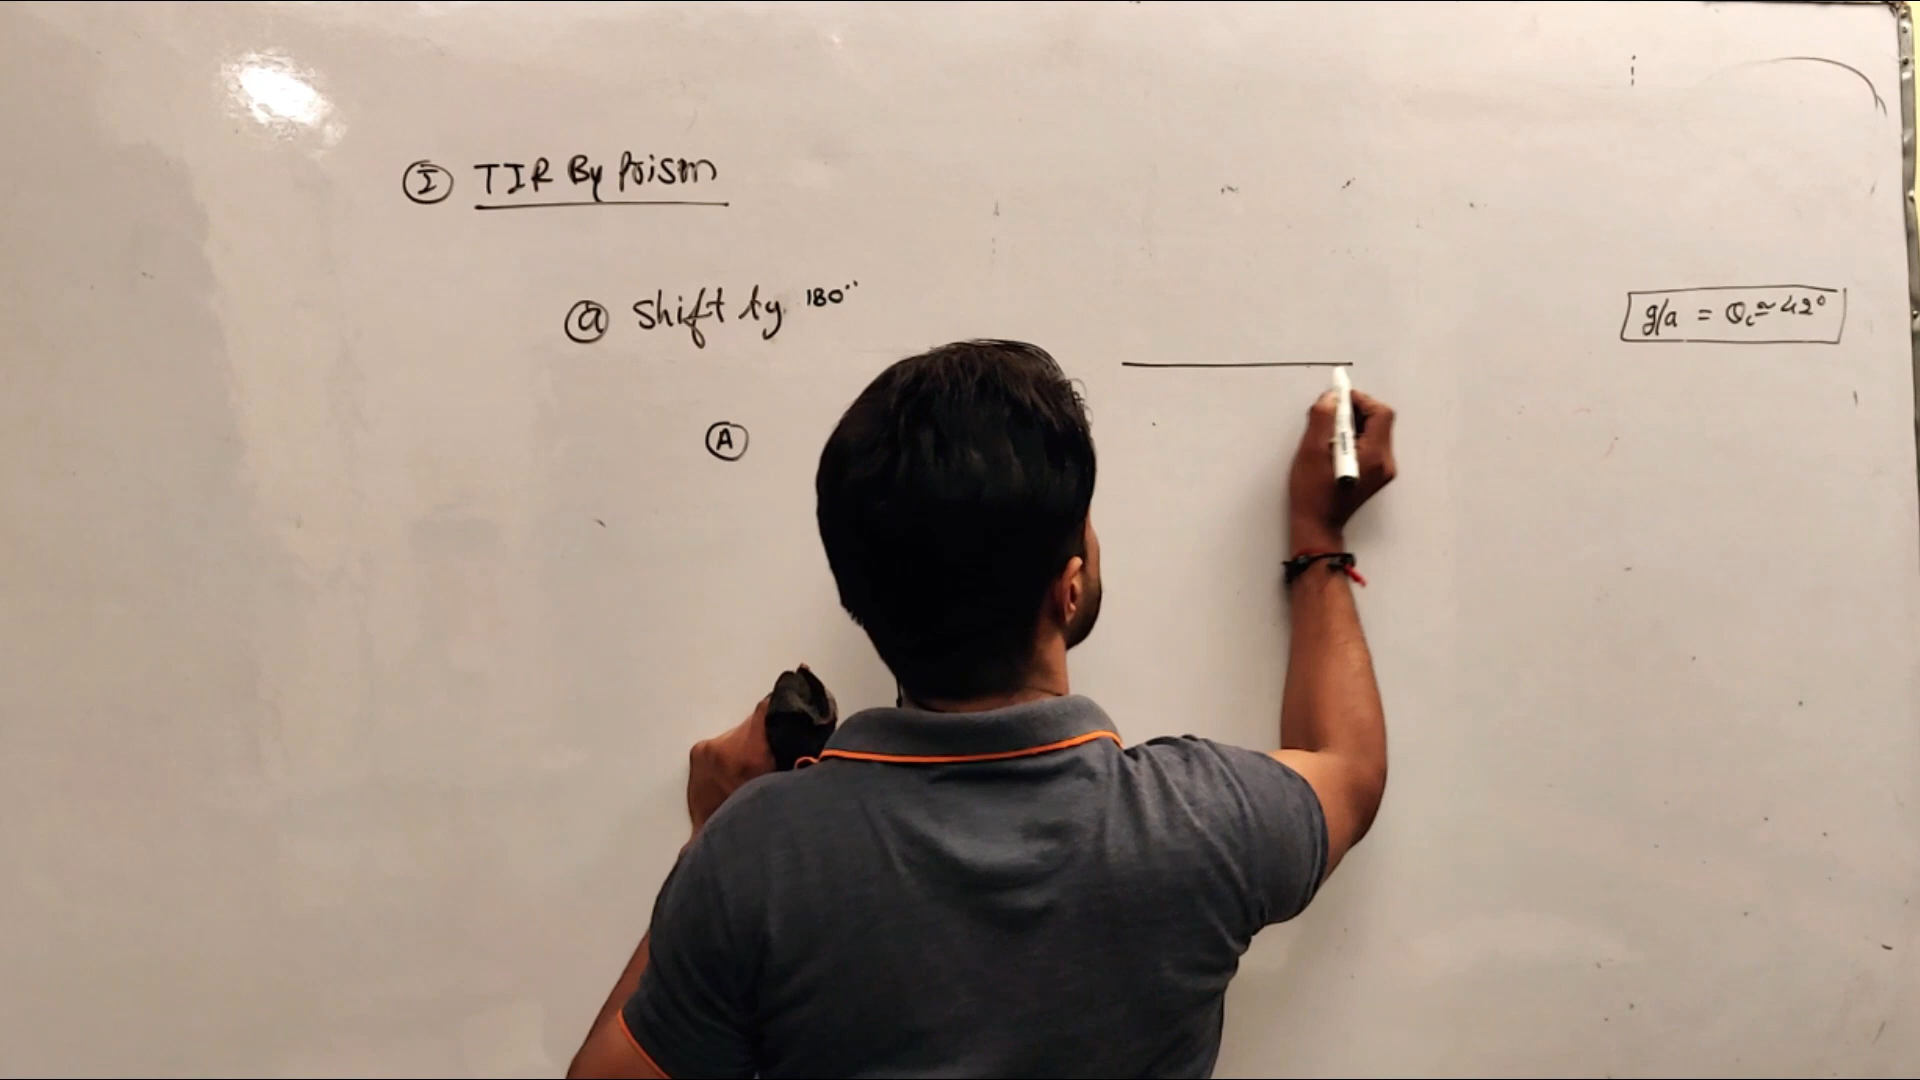 Ⓘ TIR By Prism
ⓐ Shift by 180°
Ⓐ
g/a = θc ≃ 42°